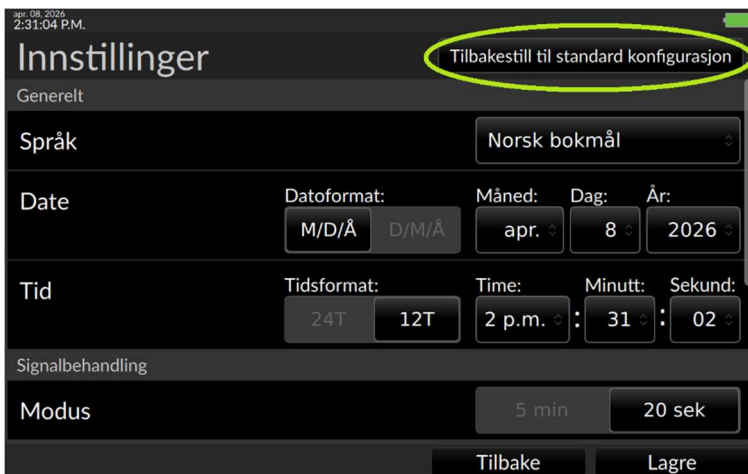 apr. 08, 2026
2:31:04 P.M.
Innstillinger
Tilbakestill til standard konfigurasjon
Generelt
Språk
Norsk bokmål
Date
Datoformat:
Måned:
Dag:
År:
M/D/Å
D/M/Å
apr.
8
2026
Tid
Tidsformat:
Time:
Minutt:
Sekund:
24T
12T
2 p.m.
:
31
:
02
Signalbehandling
Modus
5 min
20 sek
Tilbake
Lagre